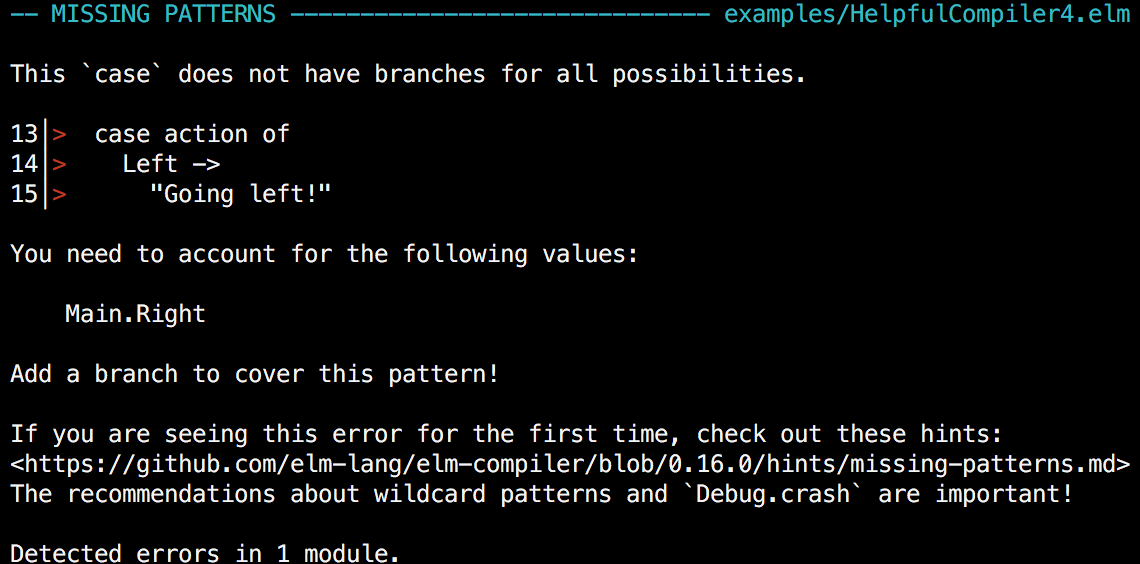 -- MISSING PATTERNS ------------------------------ examples/HelpfulCompiler4.elm
This `case` does not have branches for all possibilities.
13|>  case action of
14|>    Left ->
15|>      "Going left!"
You need to account for the following values:
    Main.Right
Add a branch to cover this pattern!
If you are seeing this error for the first time, check out these hints:
<https://github.com/elm-lang/elm-compiler/blob/0.16.0/hints/missing-patterns.md>
The recommendations about wildcard patterns and `Debug.crash` are important!
Detected errors in 1 module.